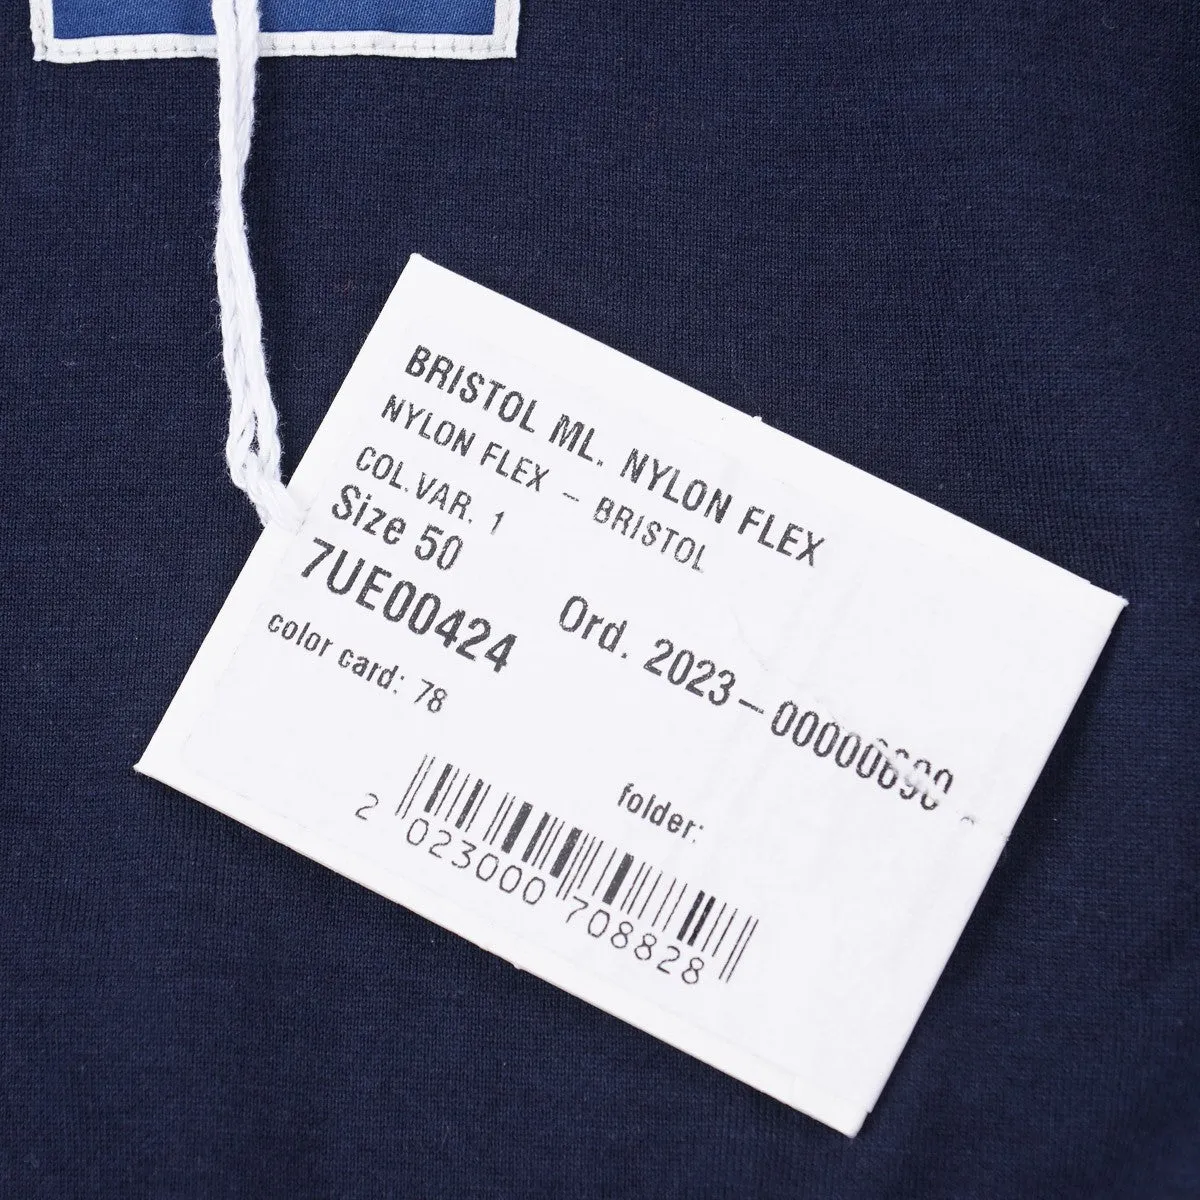 BRISTOL ML. NYLON FLEX
NYLON FLEX - BRISTOL
COL.VAR. 1
Size 50
7UE00424
Ord. 2023-00000690
color card: 78
folder:
2 023000 708828